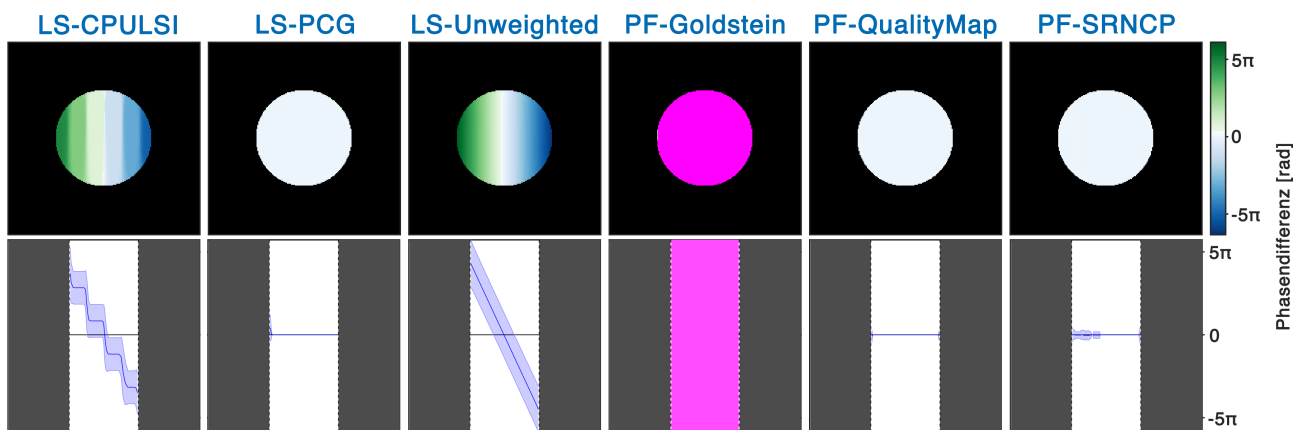 LS-CPULSI LS-PCG LS-Unweighted PF-Goldstein PF-QualityMap PF-SRNCP
5π
0
-5π
5π
0
-5π
Phasendifferenz [rad]